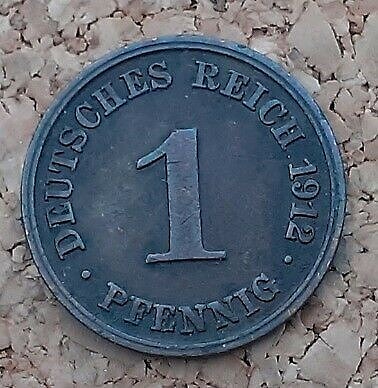 DEUTSCHES REICH 1912
1
• PFENNIG •